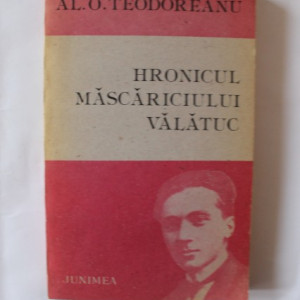 AL. O. TEODOREANU
HRONICUL
MĂSCĂRICIULUI
VĂLĂTUC
JUNIMEA